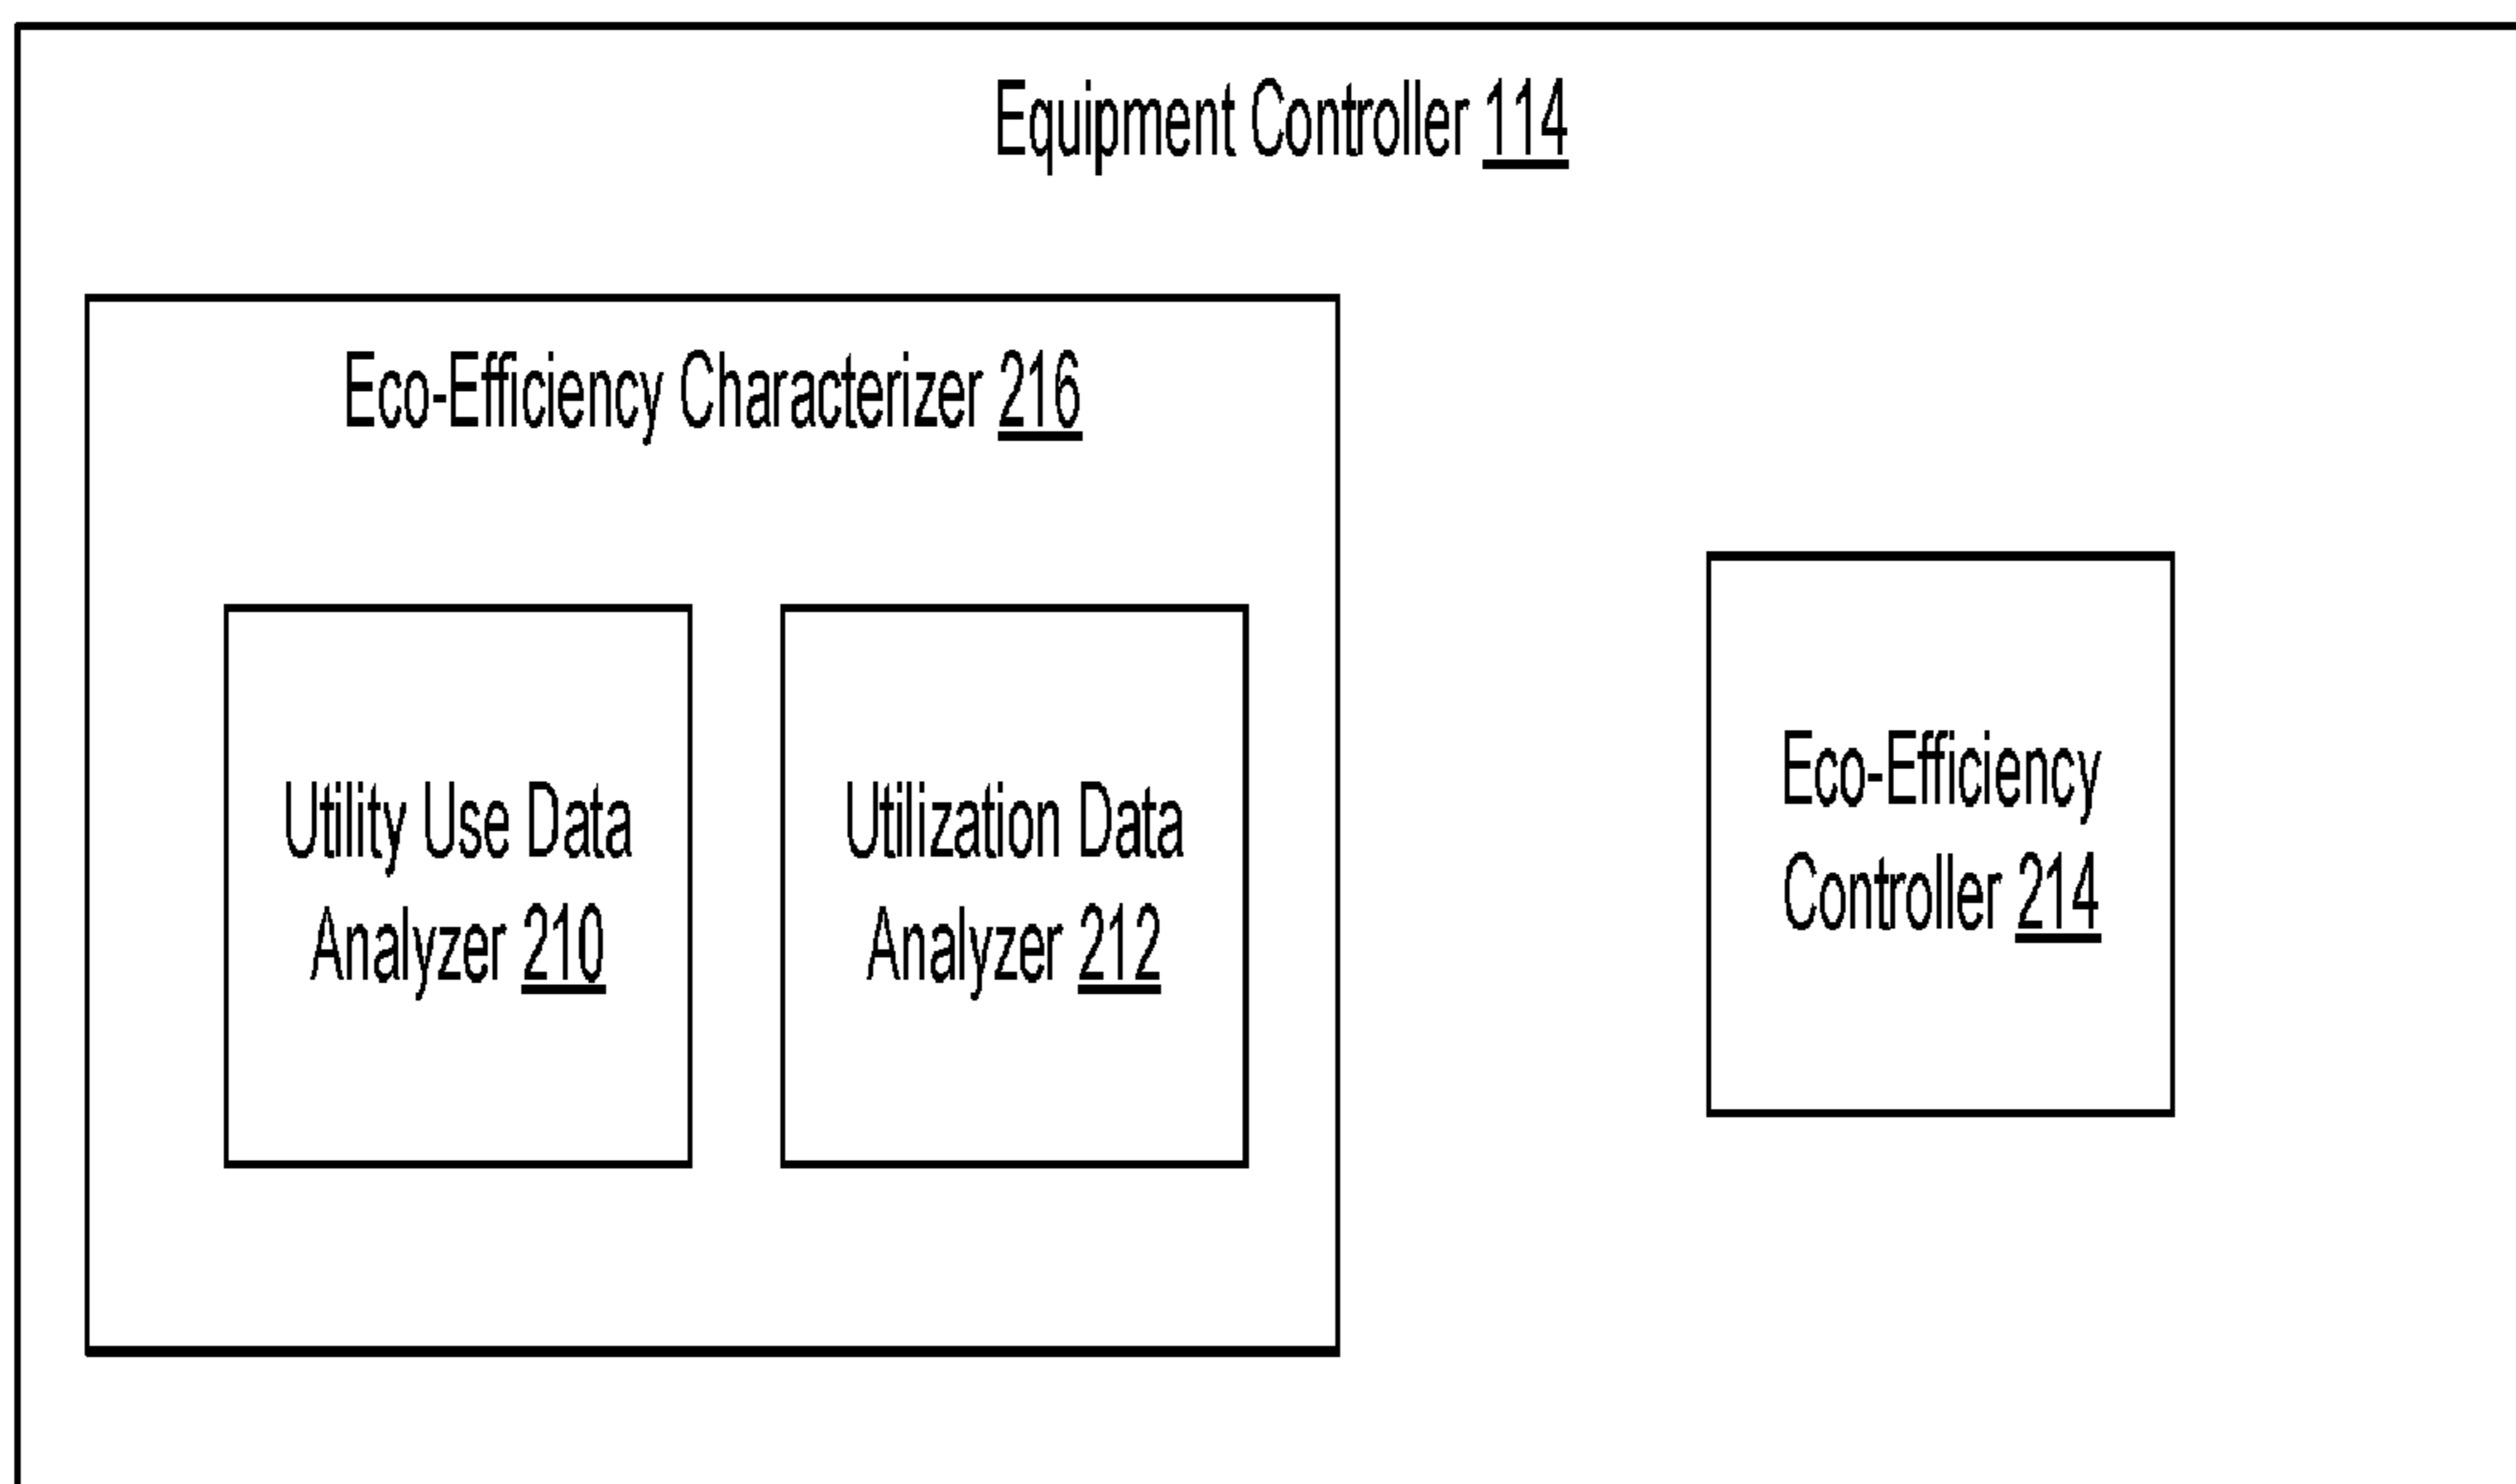 Equipment Controller 114
Eco-Efficiency Characterizer 216
Utility Use Data
Analyzer 210
Utilization Data
Analyzer 212
Eco-Efficiency
Controller 214